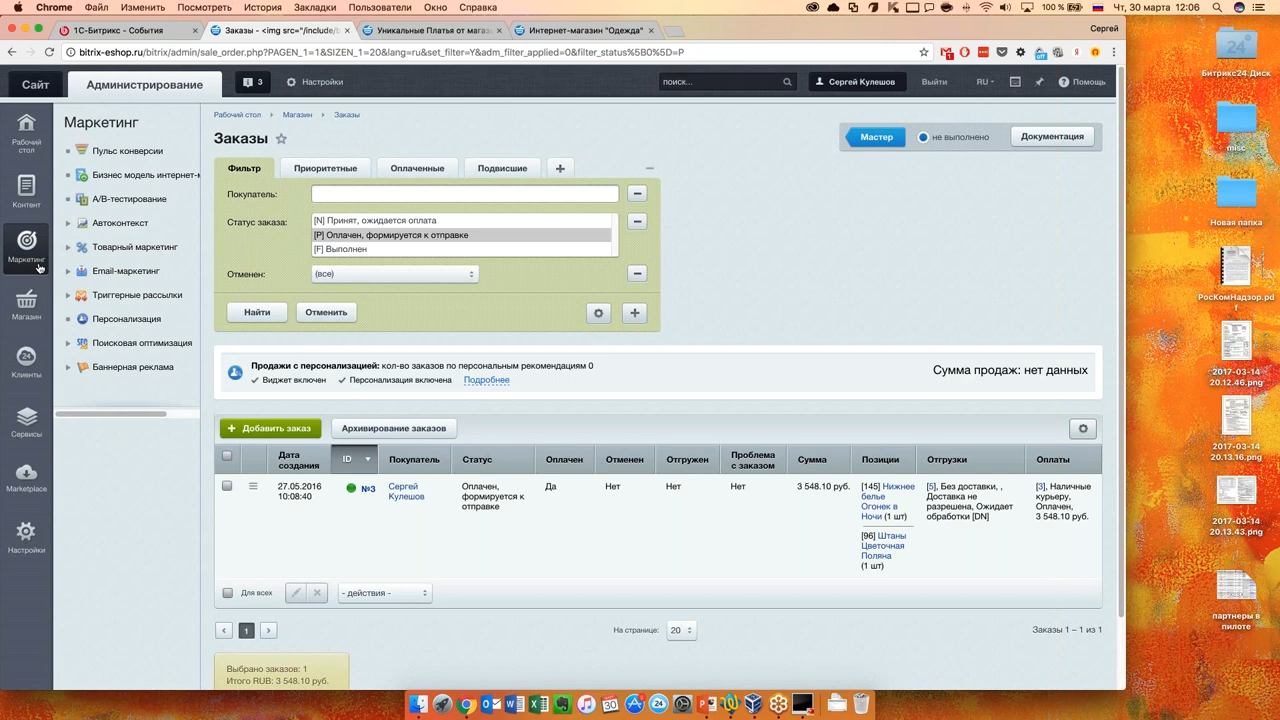 Chrome Файл Изменить Посмотреть История Закладки Пользователи Окно Справка 100 % Чт, 30 марта 12:06
1С-Битрикс - События
Заказы - <img src="/include/
Уникальные Платья от магаз
Интернет-магазин "Одежда"
Сергей
bitrix-eshop.ru/bitrix/admin/sale_order.php?PAGEN_1=1&SIZEN_1=20&lang=ru&set_filter=Y&adm_filter_applied=0&filter_status%5B0%5D=P
Сайт
Администрирование
3
Настройки
поиск...
Сергей Кулешов
Выйти
RU
Помощь
Рабочий стол
Контент
Маркетинг
Магазин
24
Клиенты
Сервисы
Marketplace
Настройки
Маркетинг
Пульс конверсии
Бизнес модель интернет-м
A/B-тестирование
Автоконтекст
Товарный маркетинг
Email-маркетинг
Триггерные рассылки
Персонализация
Поисковая оптимизация
Баннерная реклама
Рабочий стол Магазин Заказы
Заказы
Мастер
не выполнено
Документация
Фильтр
Приоритетные
Оплаченные
Подвисшие
Покупатель:
Статус заказа:
[N] Принят, ожидается оплата
[P] Оплачен, формируется к отправке
[F] Выполнен
Отменен:
(все)
Найти
Отменить
Продажи с персонализацией: кол-во заказов по персональным рекомендациям 0
Виджет включен Персонализация включена Подробнее
Сумма продаж: нет данных
Добавить заказ
Архивирование заказов
Дата создания
ID
Покупатель
Статус
Оплачен
Отменен
Отгружен
Проблема с заказом
Сумма
Позиции
Отгрузки
Оплаты
27.05.2016
10:08:40
№3
Сергей
Кулешов
Оплачен,
формируется к
отправке
Да
Нет
Нет
Нет
3 548.10 руб.
[145] Нижнее
белье
Огонек в
Ночи (1 шт)
[96] Штаны
Цветочная
Поляна
(1 шт)
[5], Без доставки, ,
Доставка не
разрешена, Ожидает
обработки [DN]
[3], Наличные
курьеру,
Оплачен,
3 548.10 руб.
Для всех
- действия -
1
На странице:
20
Заказы 1 – 1 из 1
Выбрано заказов: 1
Итого RUB: 3 548.10 руб.
24
Битрикс24.Диск
misc
Новая папка
РосКомНадзор.pd
f
2017-03-14
20.12.46.png
2017-03-14
20.13.16.png
2017-03-14
20.13.43.png
партнеры в
пилоте